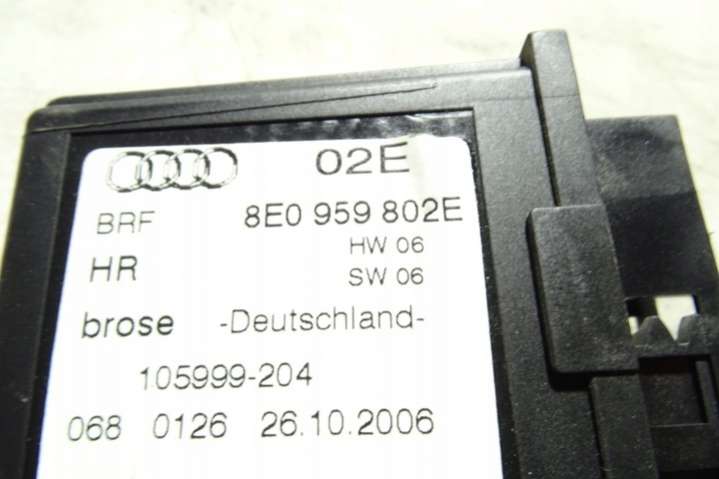 02E
BRF 8E0 959 802E
HW 06
HR
SW 06
brose -Deutschland-
105999-204
068 0126 26.10.2006